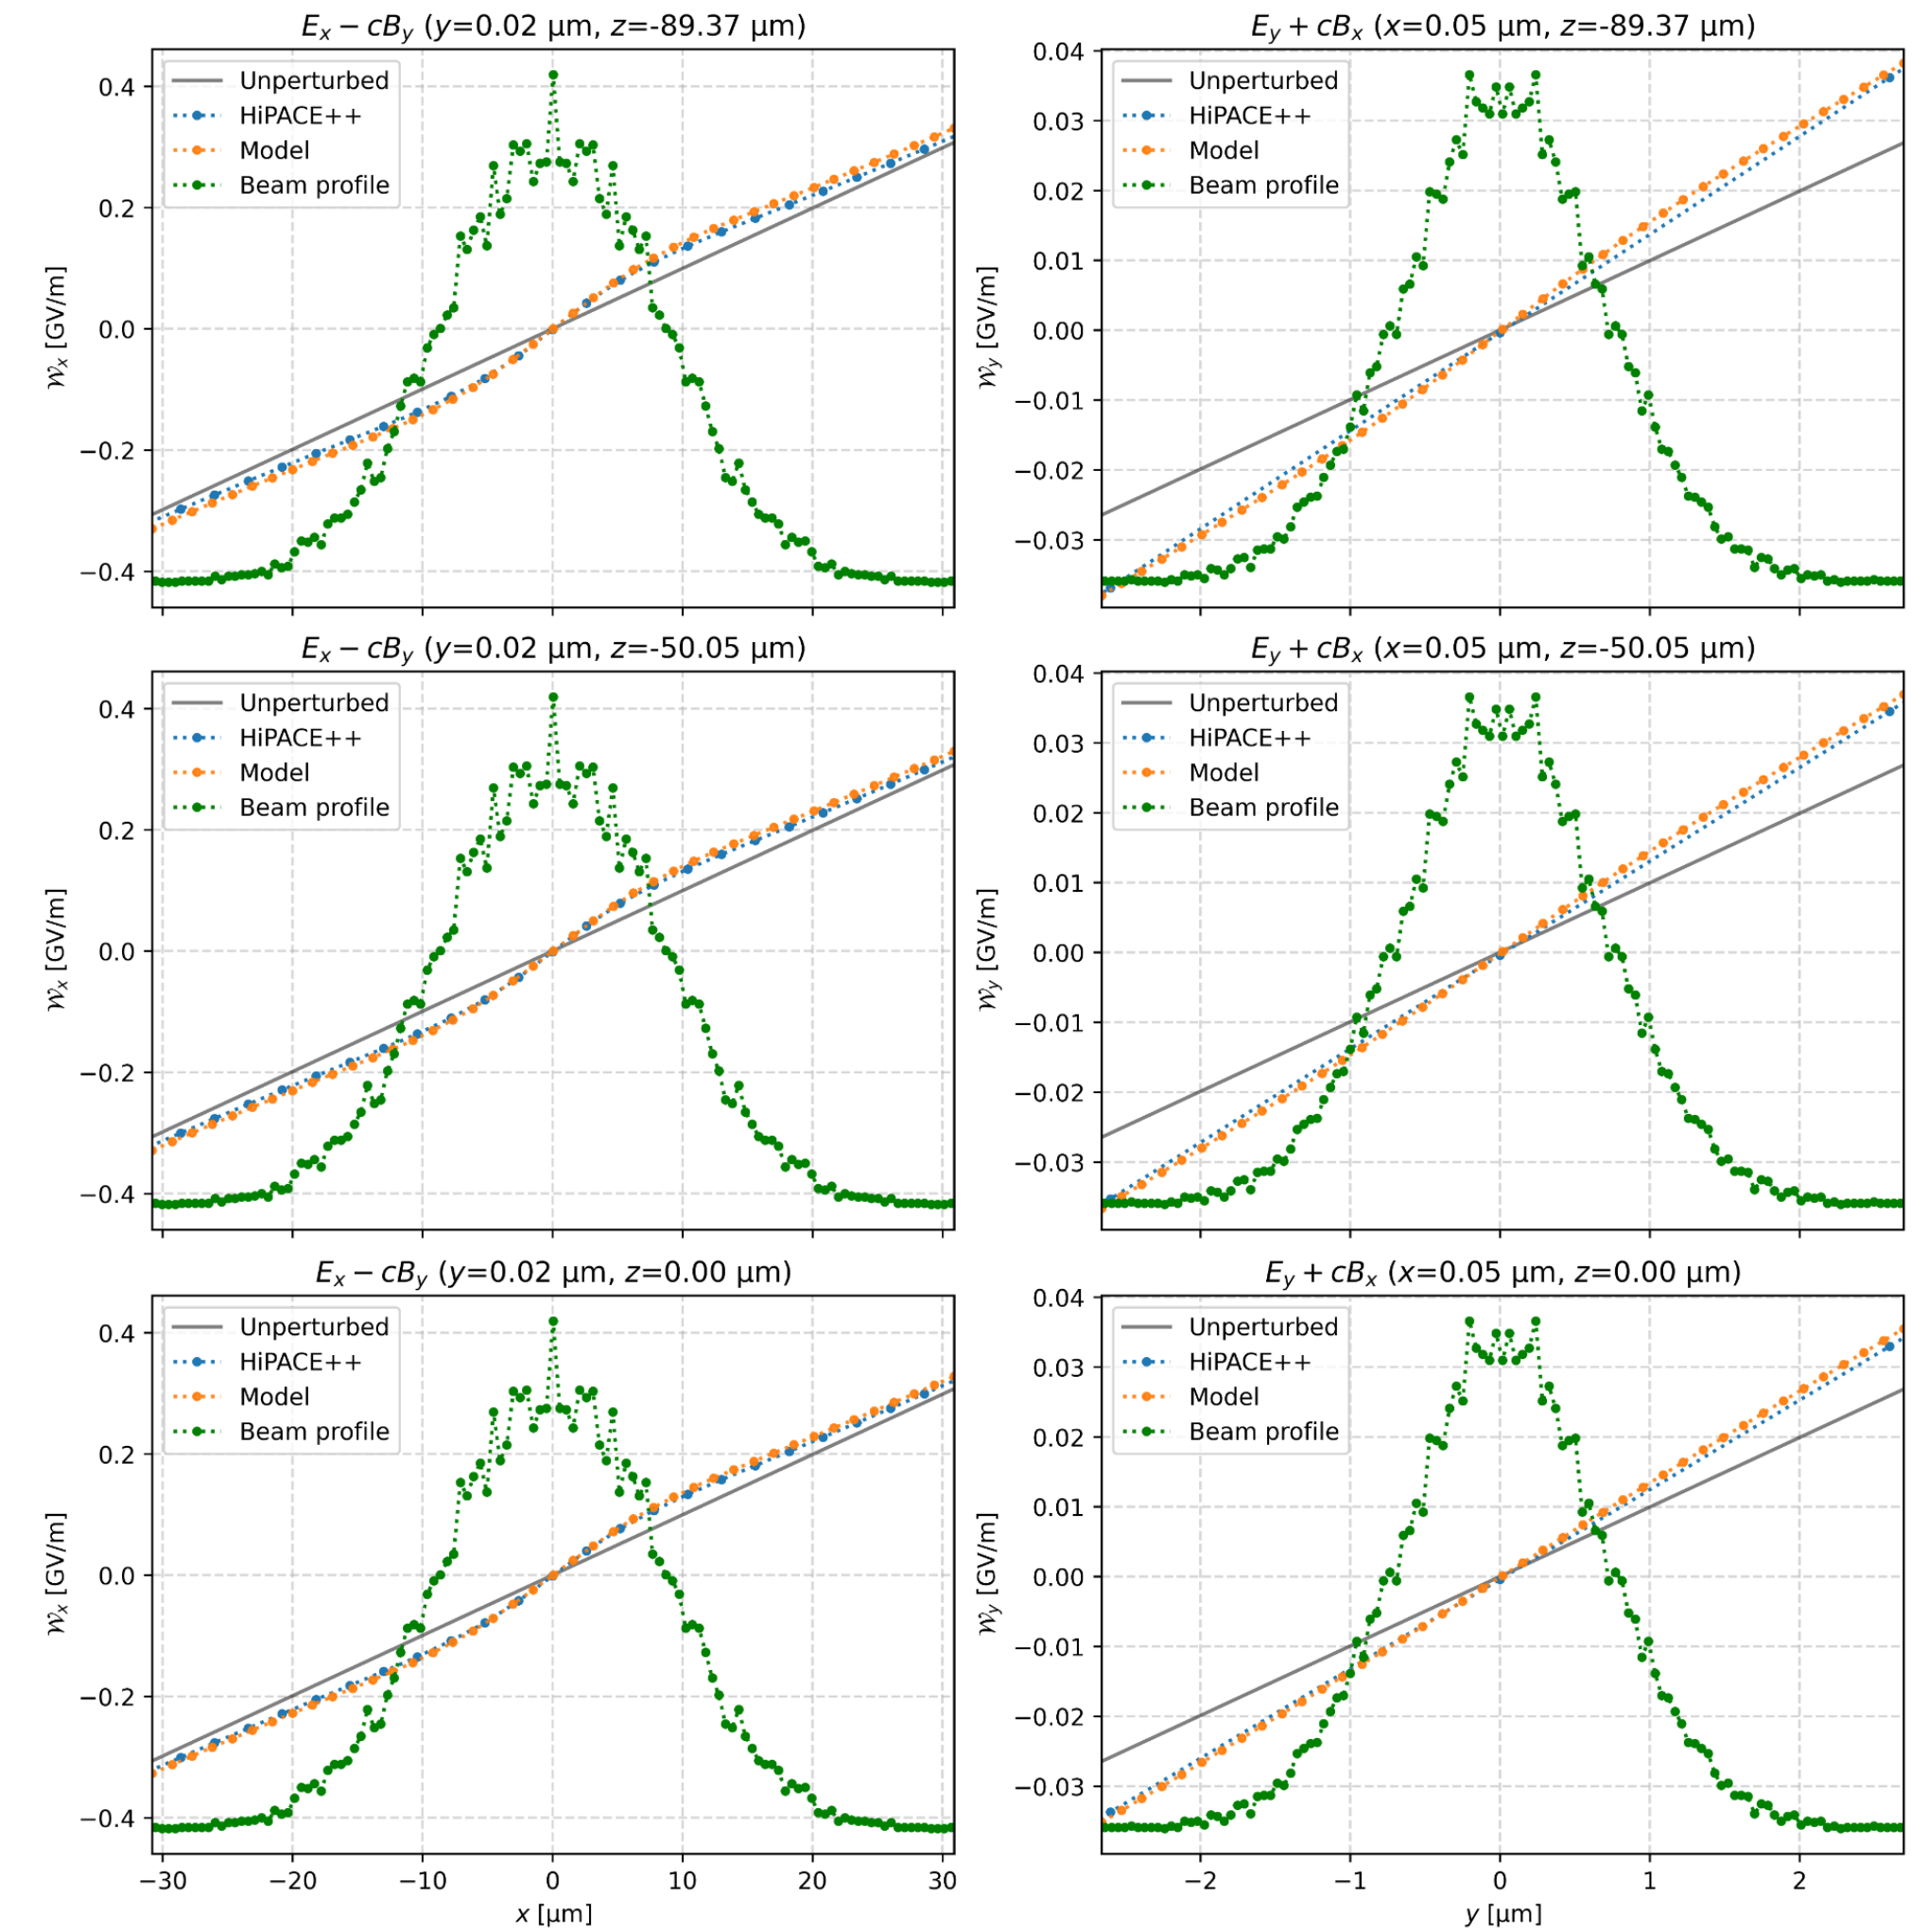 Eₓ − cBᵧ (y=0.02 µm, z=-89.37 µm)
0.4
0.2
0.0
−0.2
−0.4
𝒲ₓ [GV/m]
Unperturbed
HiPACE++
Model
Beam profile
Eᵧ + cBₓ (x=0.05 µm, z=-89.37 µm)
0.04
0.03
0.02
0.01
0.00
−0.01
−0.02
−0.03
𝒲ᵧ [GV/m]
Unperturbed
HiPACE++
Model
Beam profile
Eₓ − cBᵧ (y=0.02 µm, z=-50.05 µm)
0.4
0.2
0.0
−0.2
−0.4
𝒲ₓ [GV/m]
Unperturbed
HiPACE++
Model
Beam profile
Eᵧ + cBₓ (x=0.05 µm, z=-50.05 µm)
0.04
0.03
0.02
0.01
0.00
−0.01
−0.02
−0.03
𝒲ᵧ [GV/m]
Unperturbed
HiPACE++
Model
Beam profile
Eₓ − cBᵧ (y=0.02 µm, z=0.00 µm)
0.4
0.2
0.0
−0.2
−0.4
𝒲ₓ [GV/m]
Unperturbed
HiPACE++
Model
Beam profile
−30 −20 −10 0 10 20 30
x [µm]
Eᵧ + cBₓ (x=0.05 µm, z=0.00 µm)
0.04
0.03
0.02
0.01
0.00
−0.01
−0.02
−0.03
𝒲ᵧ [GV/m]
Unperturbed
HiPACE++
Model
Beam profile
−2 −1 0 1 2
y [µm]